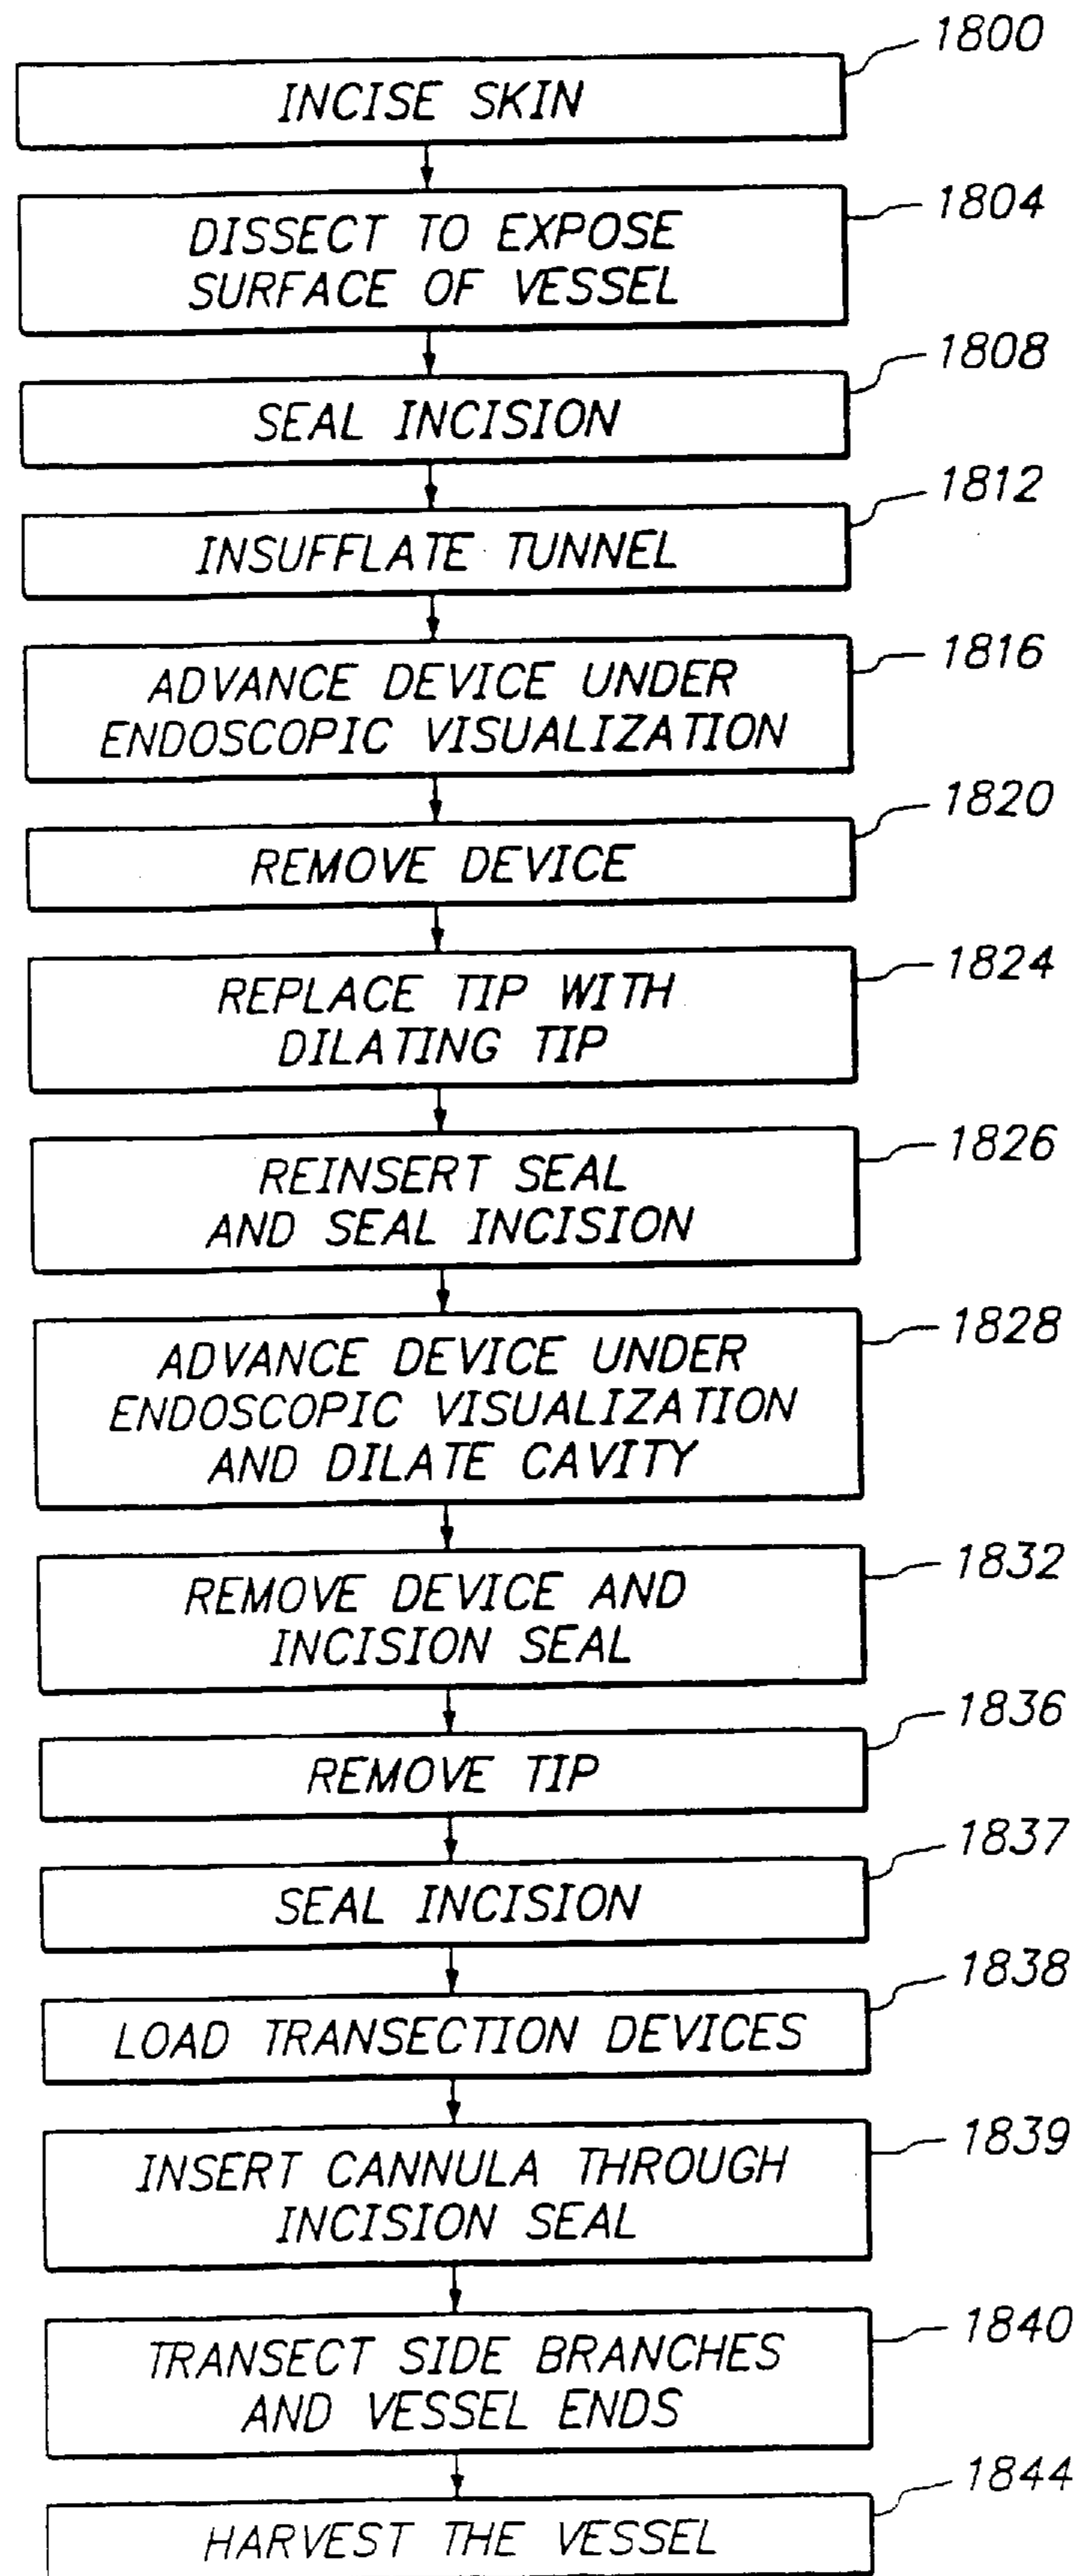 1800
INCISE SKIN
1804
DISSECT TO EXPOSE
SURFACE OF VESSEL
1808
SEAL INCISION
1812
INSUFFLATE TUNNEL
1816
ADVANCE DEVICE UNDER
ENDOSCOPIC VISUALIZATION
1820
REMOVE DEVICE
1824
REPLACE TIP WITH
DILATING TIP
1826
REINSERT SEAL
AND SEAL INCISION
1828
ADVANCE DEVICE UNDER
ENDOSCOPIC VISUALIZATION
AND DILATE CAVITY
1832
REMOVE DEVICE AND
INCISION SEAL
1836
REMOVE TIP
1837
SEAL INCISION
1838
LOAD TRANSECTION DEVICES
1839
INSERT CANNULA THROUGH
INCISION SEAL
1840
TRANSECT SIDE BRANCHES
AND VESSEL ENDS
1844
HARVEST THE VESSEL